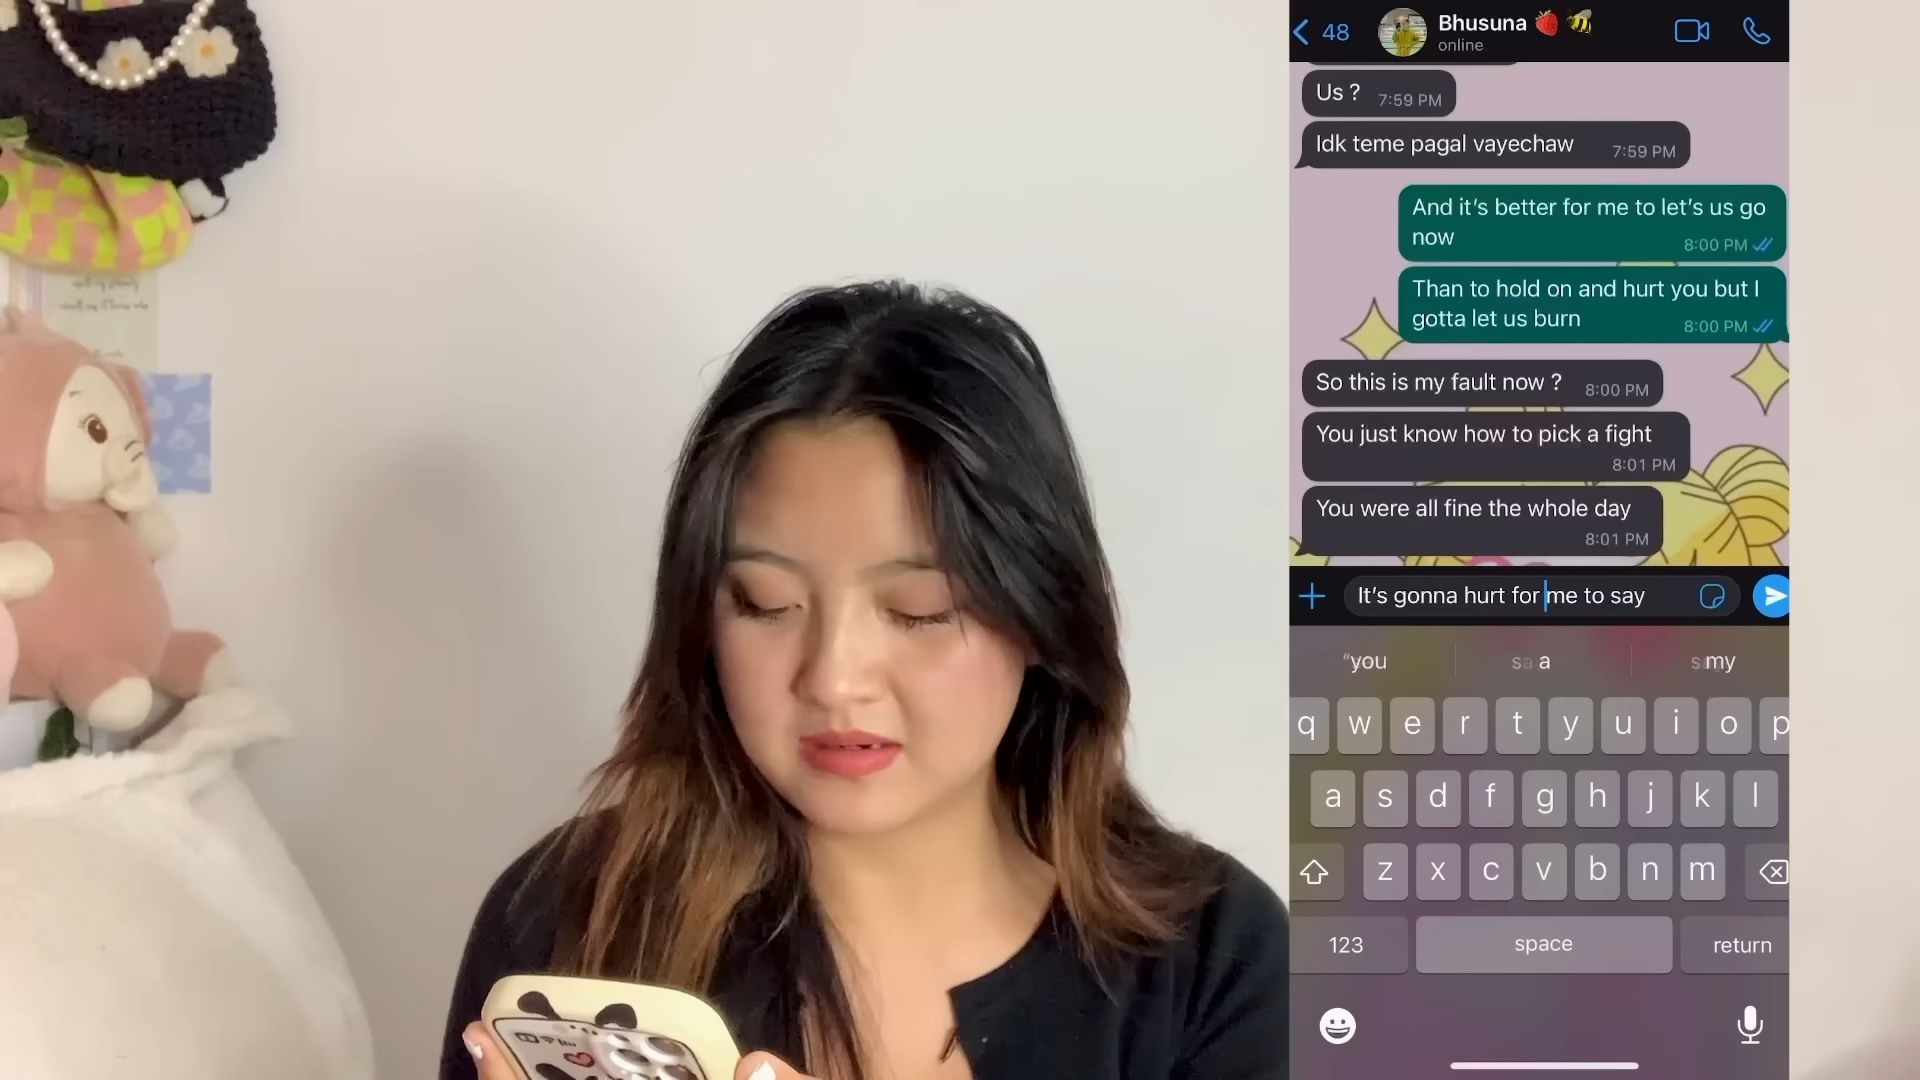 48
Bhusuna 🍓 🐝
online
Us ?
7:59 PM
Idk teme pagal vayechaw
7:59 PM
And it’s better for me to let’s us go
now
8:00 PM
Than to hold on and hurt you but I
gotta let us burn
8:00 PM
So this is my fault now ?
8:00 PM
You just know how to pick a fight
8:01 PM
You were all fine the whole day
8:01 PM
It’s gonna hurt for me to say
“you
a
my
q w e r t y u i o p
a s d f g h j k l
z x c v b n m
123
space
return